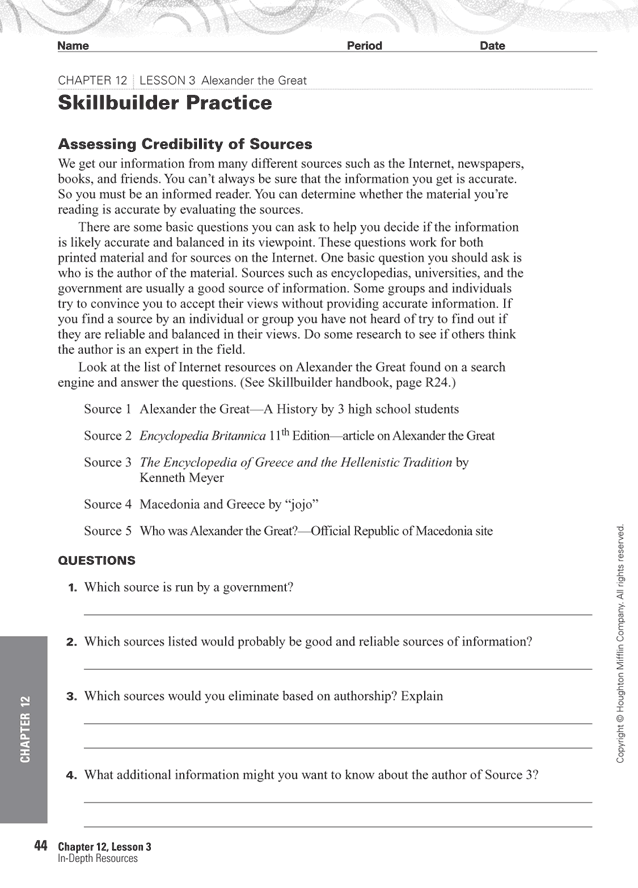 Name Period Date
CHAPTER 12 | LESSON 3 Alexander the Great
Skillbuilder Practice
Assessing Credibility of Sources
We get our information from many different sources such as the Internet, newspapers,
books, and friends. You can't always be sure that the information you get is accurate.
So you must be an informed reader. You can determine whether the material you're
reading is accurate by evaluating the sources.
There are some basic questions you can ask to help you decide if the information
is likely accurate and balanced in its viewpoint. These questions work for both
printed material and for sources on the Internet. One basic question you should ask is
who is the author of the material. Sources such as encyclopedias, universities, and the
government are usually a good source of information. Some groups and individuals
try to convince you to accept their views without providing accurate information. If
you find a source by an individual or group you have not heard of try to find out if
they are reliable and balanced in their views. Do some research to see if others think
the author is an expert in the field.
Look at the list of Internet resources on Alexander the Great found on a search
engine and answer the questions. (See Skillbuilder handbook, page R24.)
Source 1 Alexander the Great—A History by 3 high school students
Source 2 Encyclopedia Britannica 11th Edition—article on Alexander the Great
Source 3 The Encyclopedia of Greece and the Hellenistic Tradition by
Kenneth Meyer
Source 4 Macedonia and Greece by “jojo”
Source 5 Who was Alexander the Great?—Official Republic of Macedonia site
QUESTIONS
1. Which source is run by a government?
2. Which sources listed would probably be good and reliable sources of information?
3. Which sources would you eliminate based on authorship? Explain
4. What additional information might you want to know about the author of Source 3?
CHAPTER 12
Copyright © Houghton Mifflin Company. All rights reserved.
44 Chapter 12, Lesson 3
In-Depth Resources